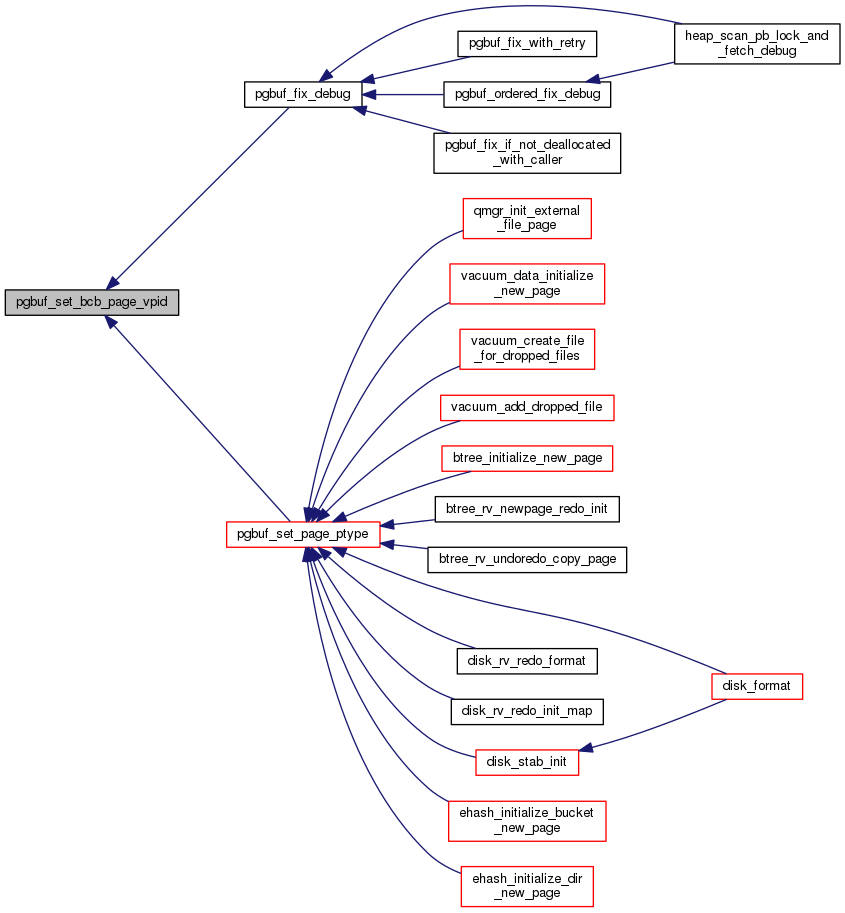 heap_scan_pb_lock_and
_fetch_debug
pgbuf_fix_with_retry
pgbuf_fix_debug
pgbuf_ordered_fix_debug
pgbuf_fix_if_not_deallocated
_with_caller
qmgr_init_external
_file_page
vacuum_data_initialize
_new_page
pgbuf_set_bcb_page_vpid
vacuum_create_file
_for_dropped_files
vacuum_add_dropped_file
btree_initialize_new_page
btree_rv_newpage_redo_init
pgbuf_set_page_ptype
btree_rv_undoredo_copy_page
disk_rv_redo_format
disk_format
disk_rv_redo_init_map
disk_stab_init
ehash_initialize_bucket
_new_page
ehash_initialize_dir
_new_page